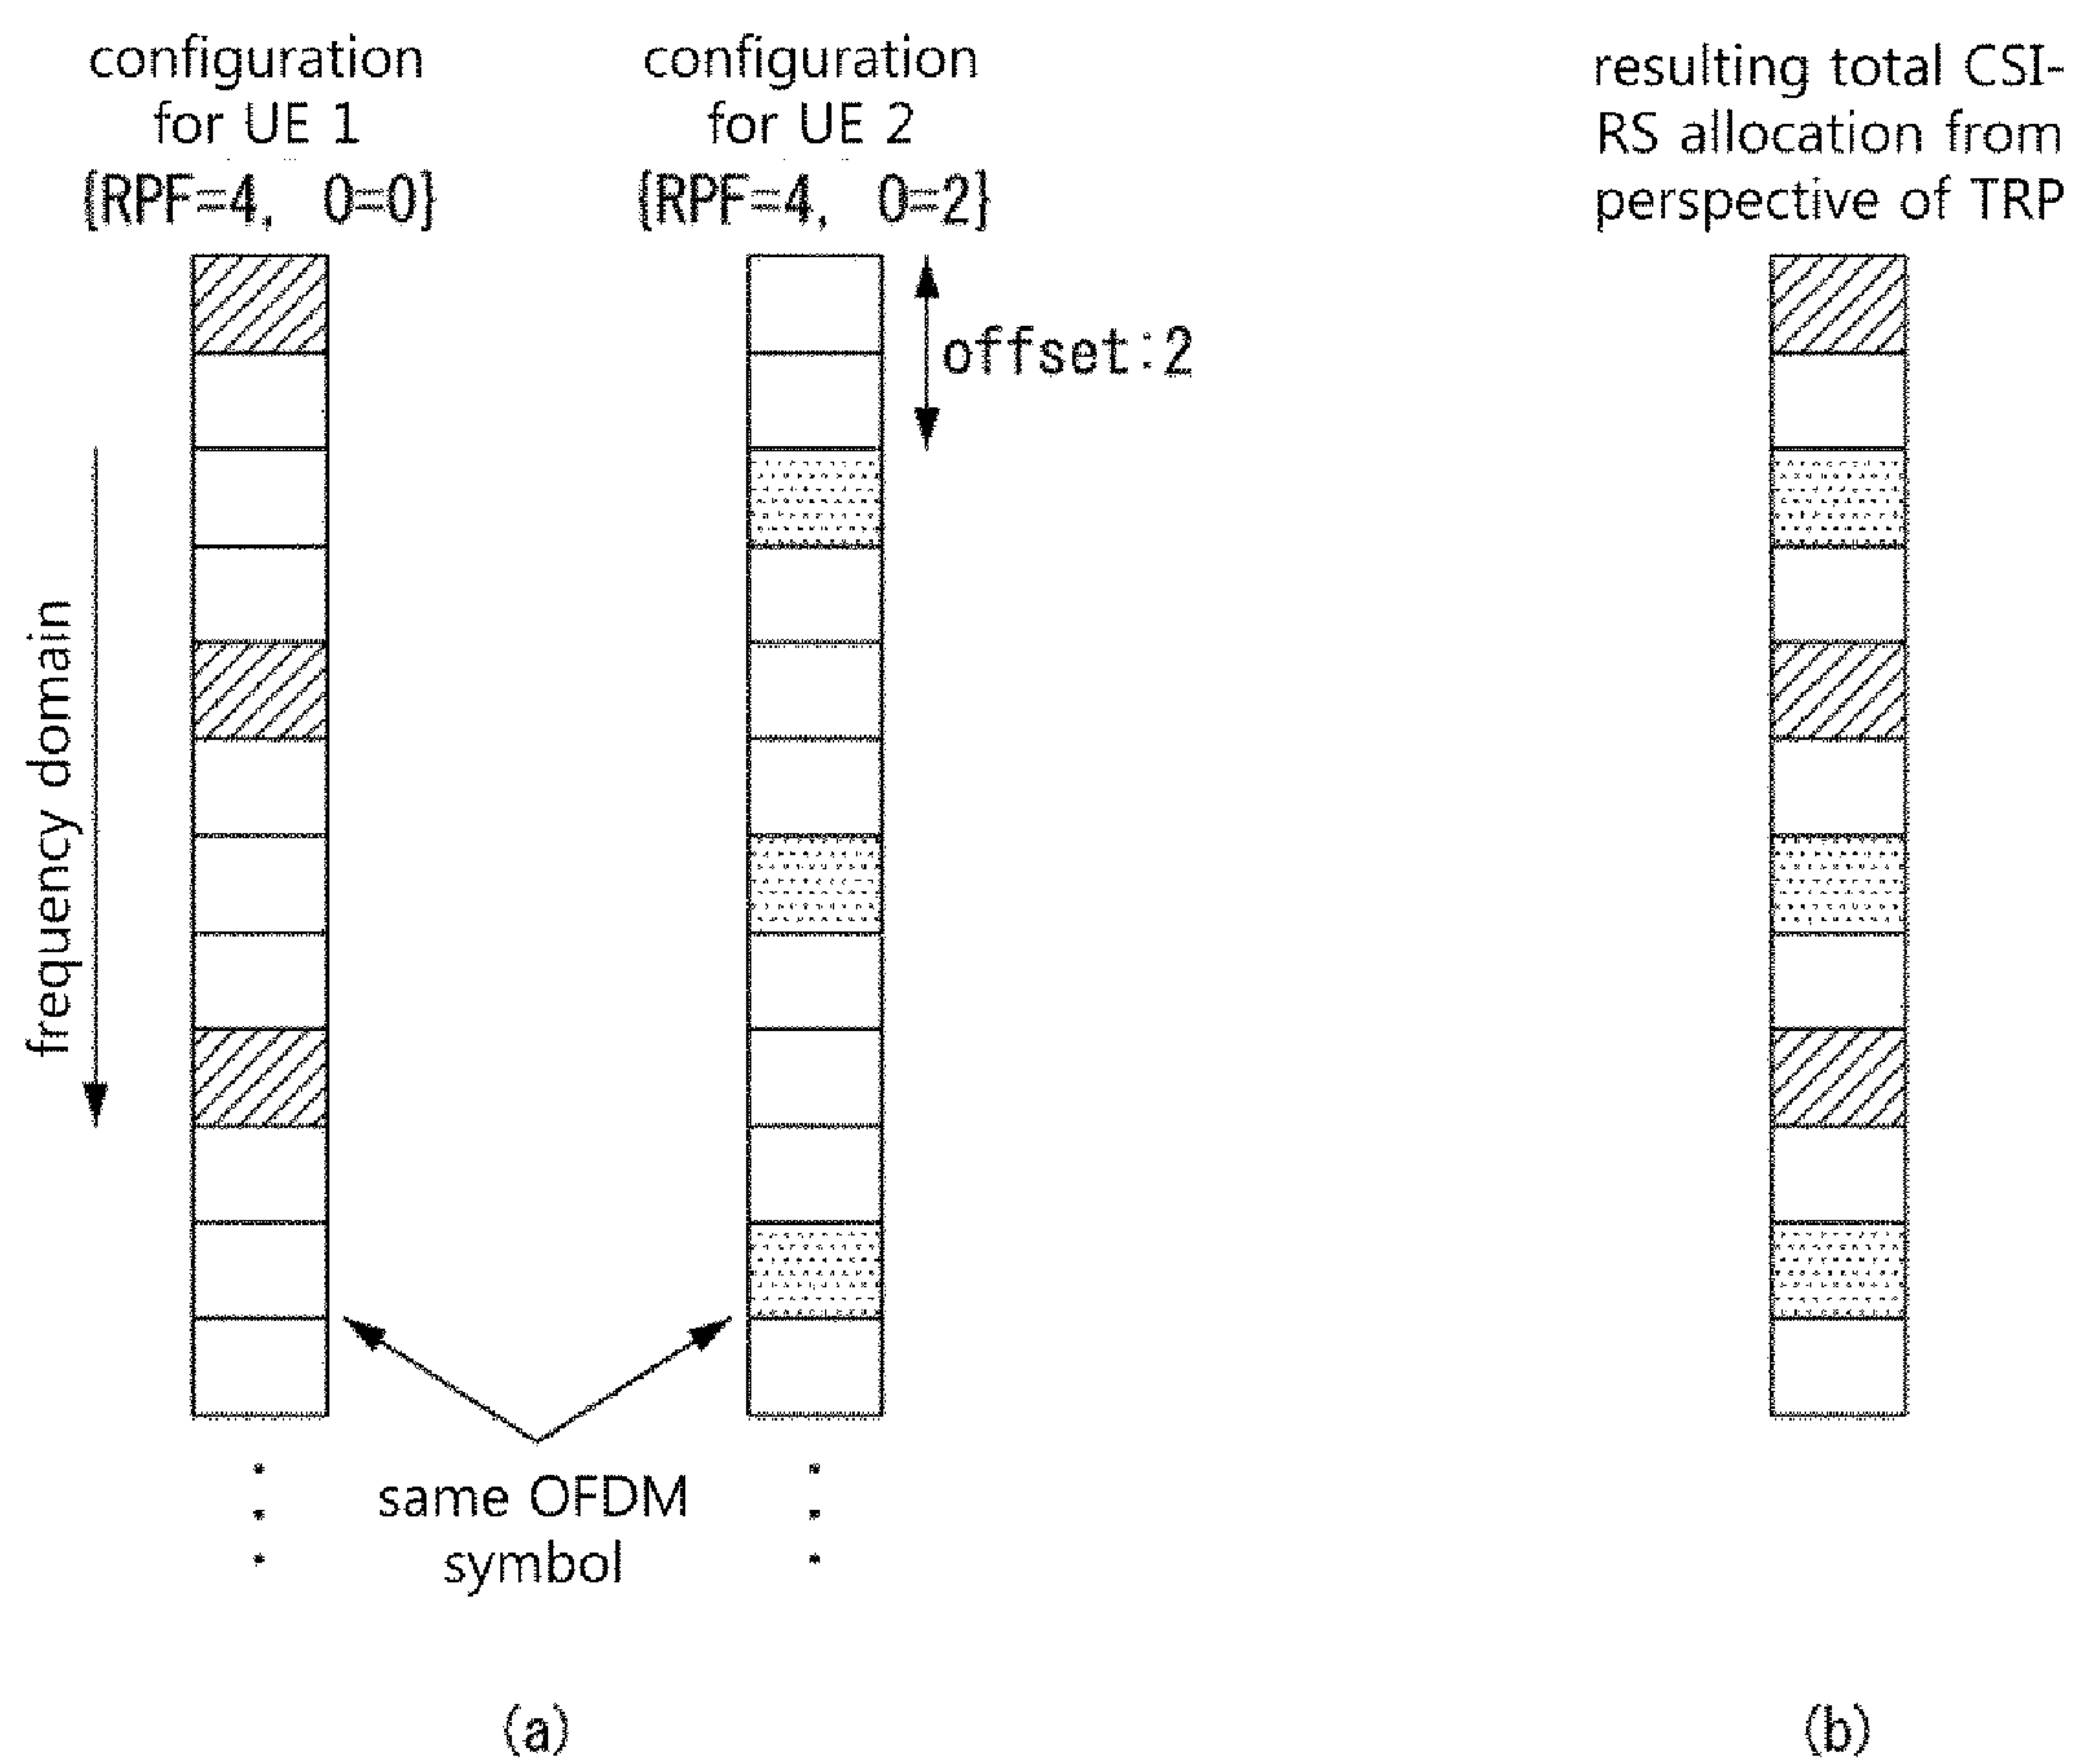 configuration
for UE 1
{RPF=4, O=0}
configuration
for UE 2
{RPF=4, O=2}
resulting total CSI-
RS allocation from
perspective of TRP
offset:2
frequency domain
same OFDM
symbol
(a)
(b)